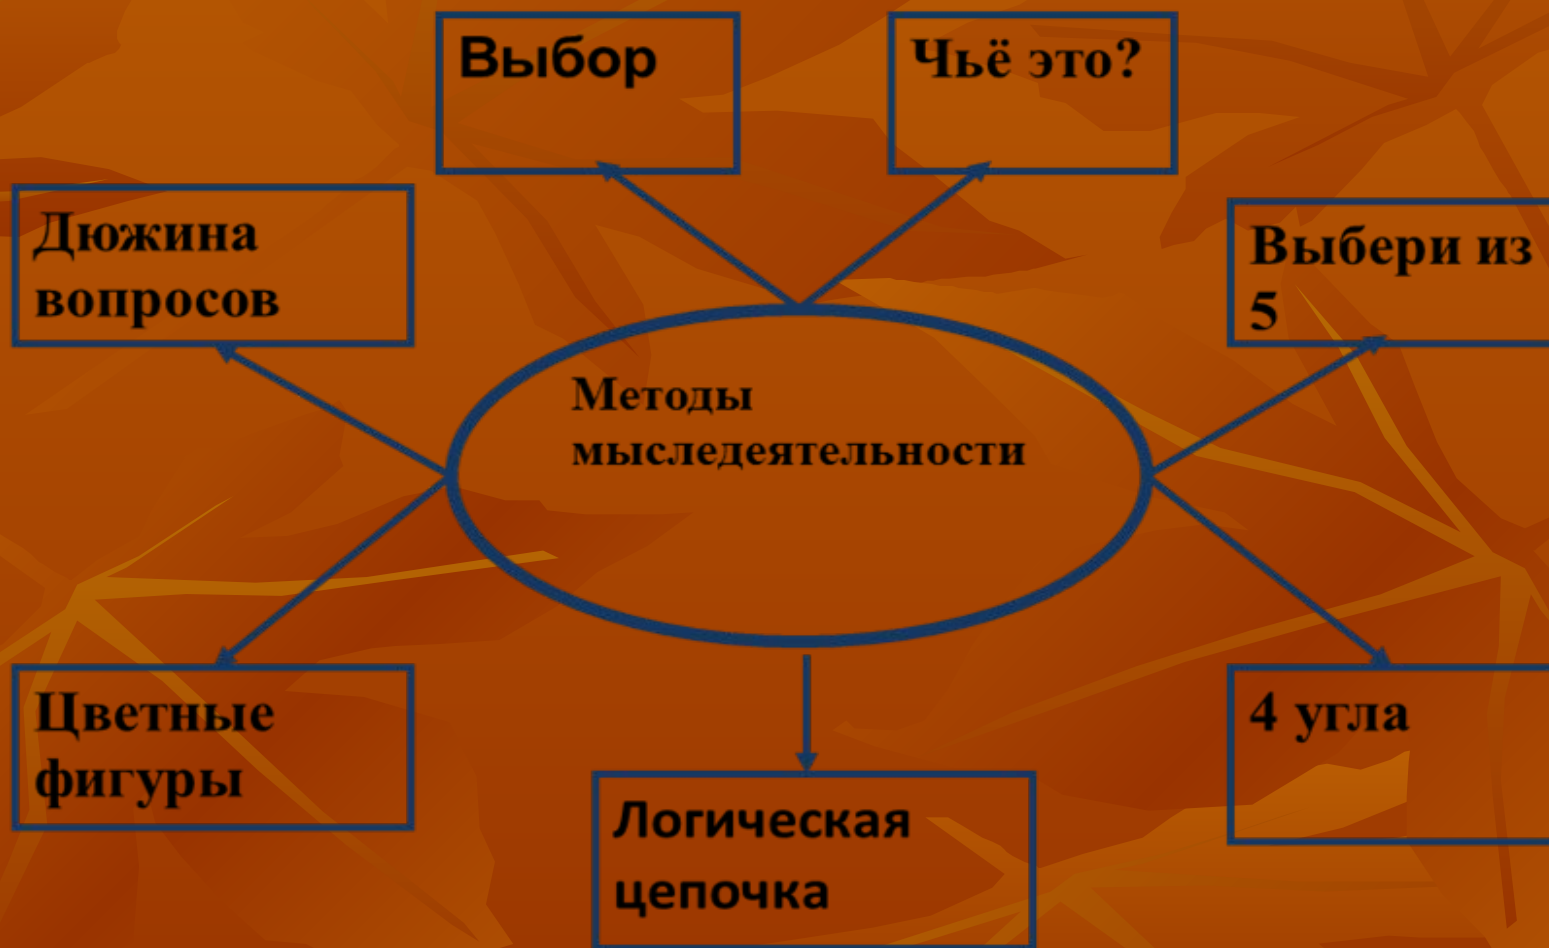 Выбор
Чьё это?
Дюжина
вопросов
Выбери из
5
Методы
мыследеятельности
Цветные
фигуры
4 угла
Логическая
цепочка